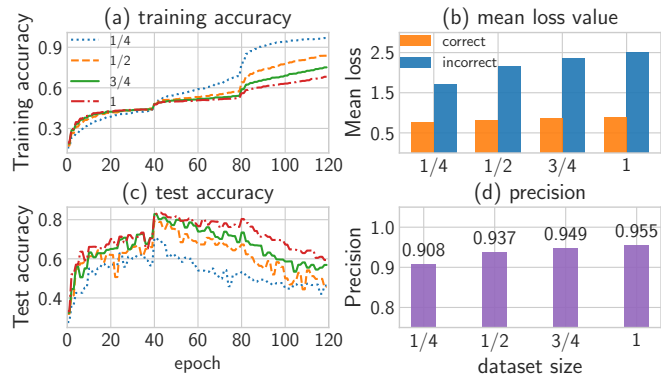 (a) training accuracy
Training accuracy
0.9
0.6
0.3
1/4
1/2
3/4
1
0 20 40 60 80 100 120
(b) mean loss value
Mean loss
2.5
1.5
0.5
correct
incorrect
1/4 1/2 3/4 1
(c) test accuracy
Test accuracy
0.8
0.6
0.4
0 20 40 60 80 100 120
epoch
(d) precision
Precision
1.0
0.9
0.8
0.908 0.937 0.949 0.955
1/4 1/2 3/4 1
dataset size